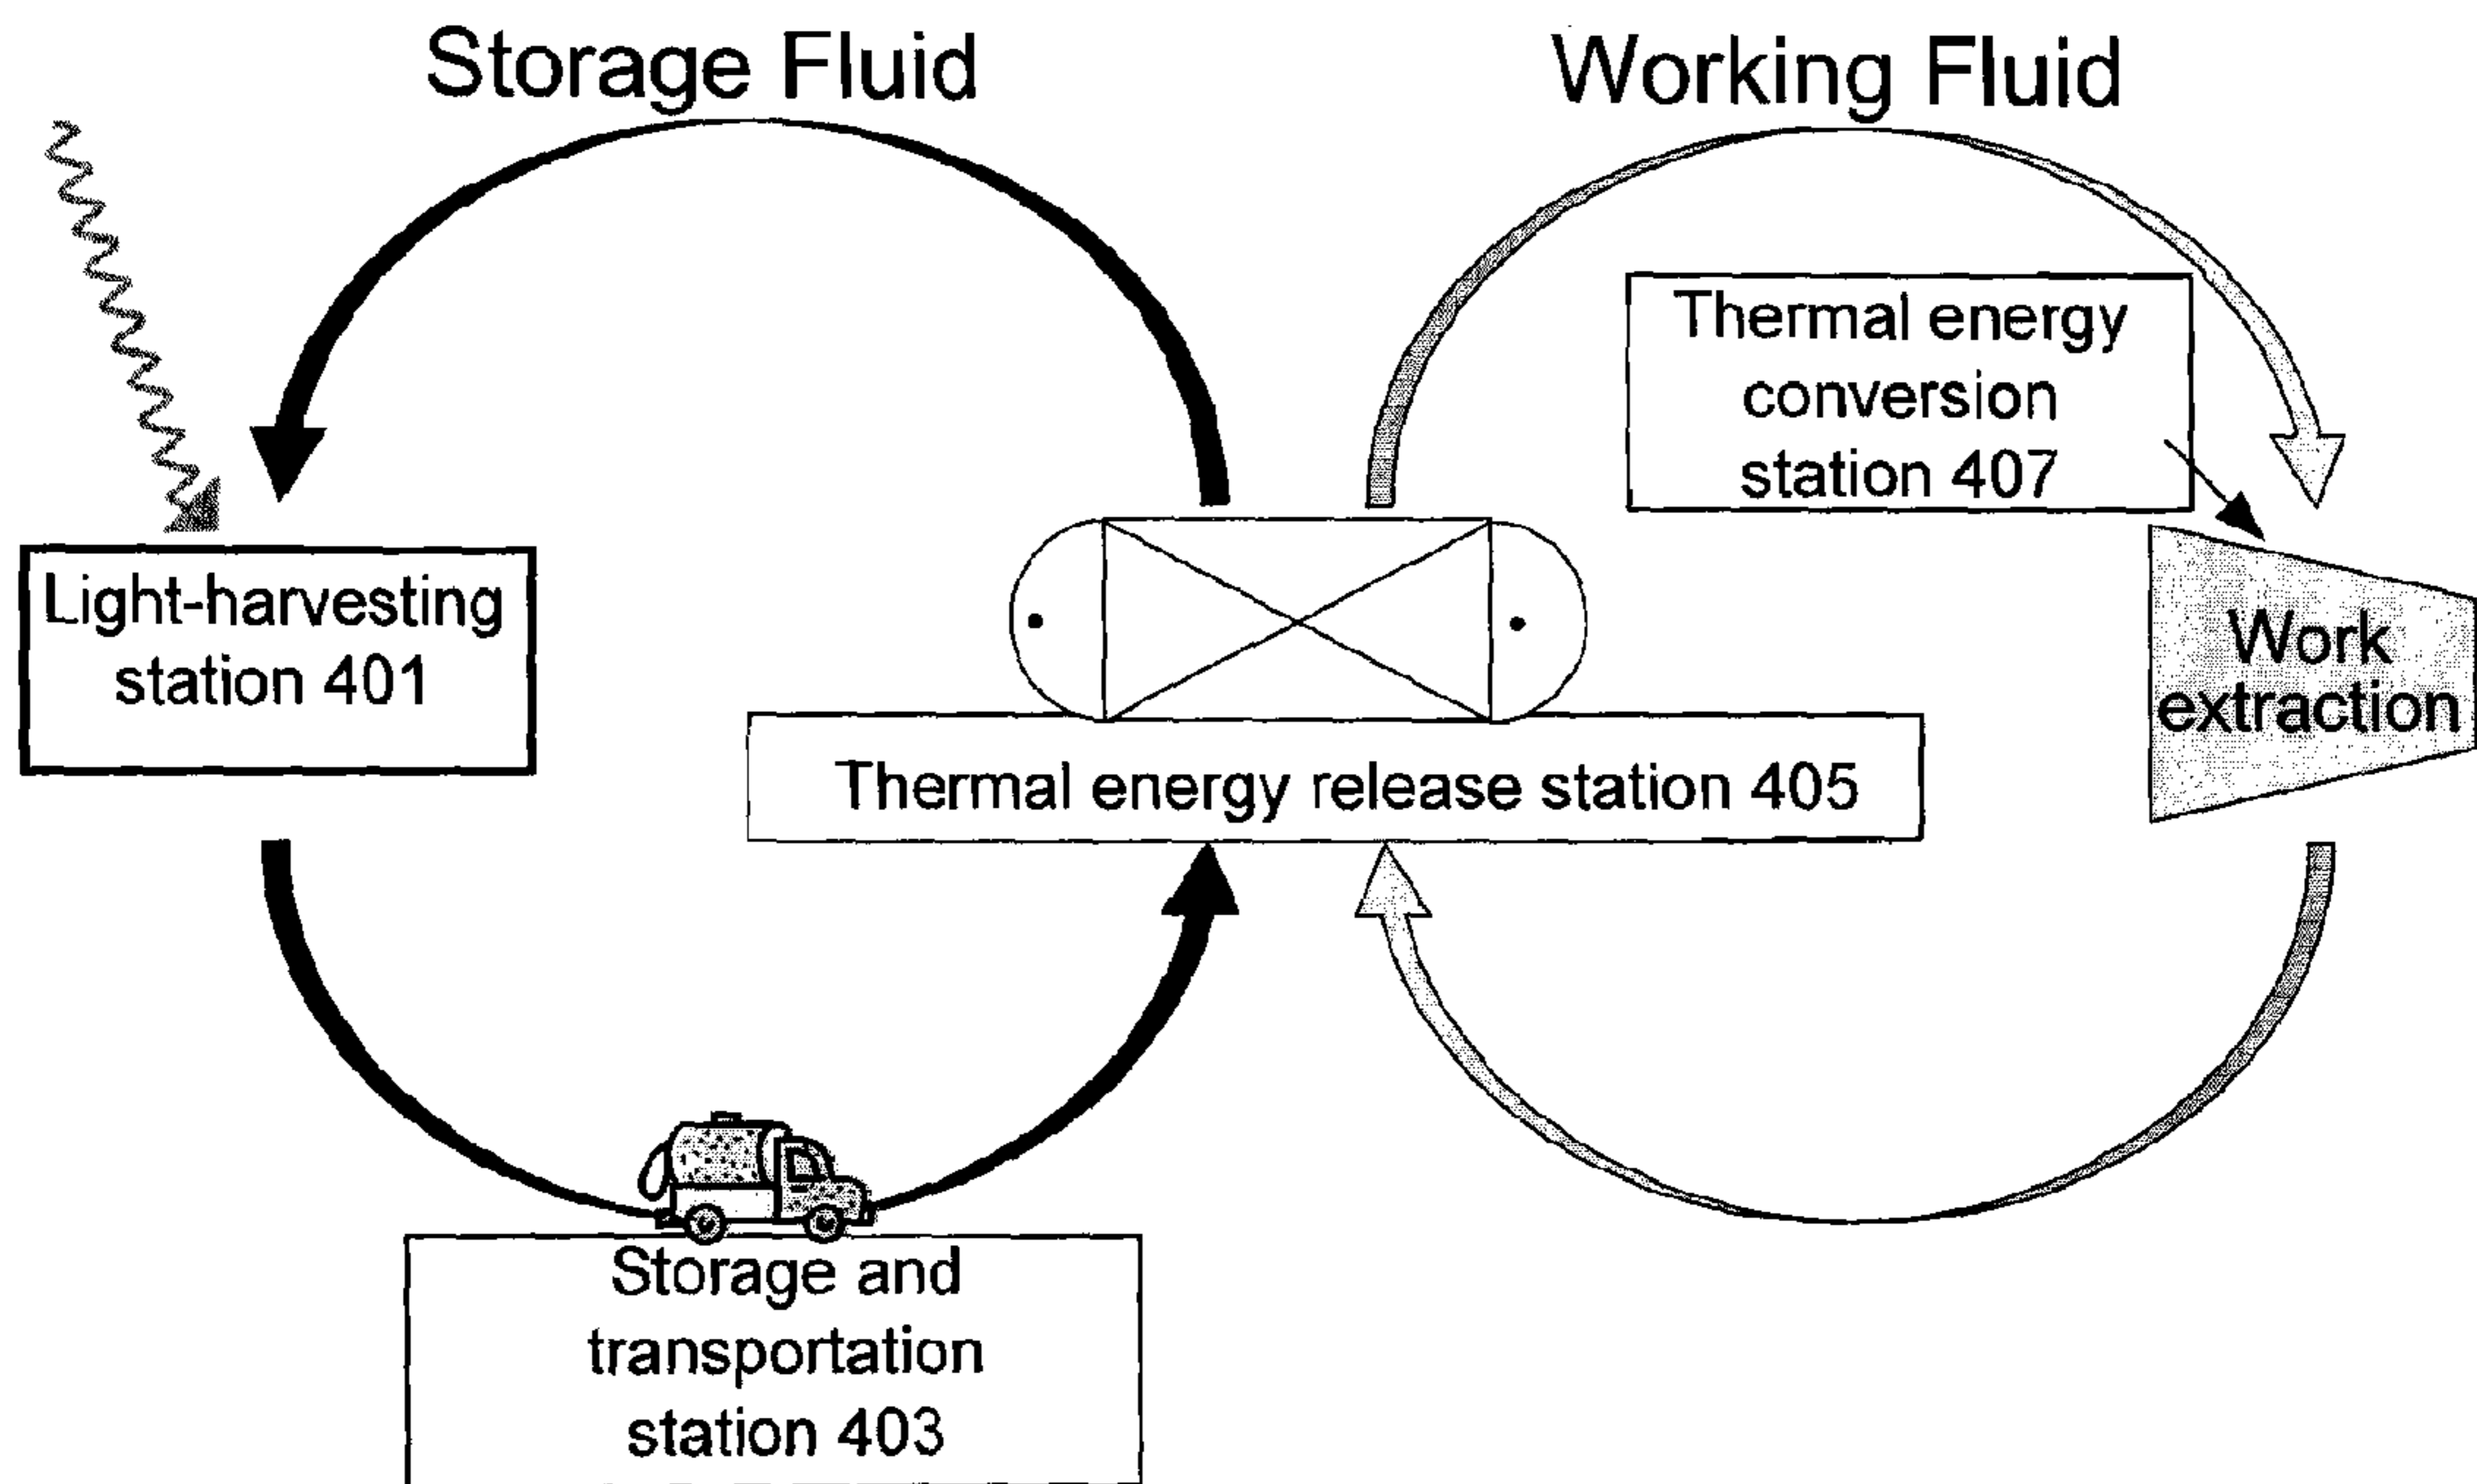 Storage Fluid
Working Fluid
Thermal energy
conversion
station 407
Light-harvesting
station 401
Work
extraction
Thermal energy release station 405
Storage and
transportation
station 403